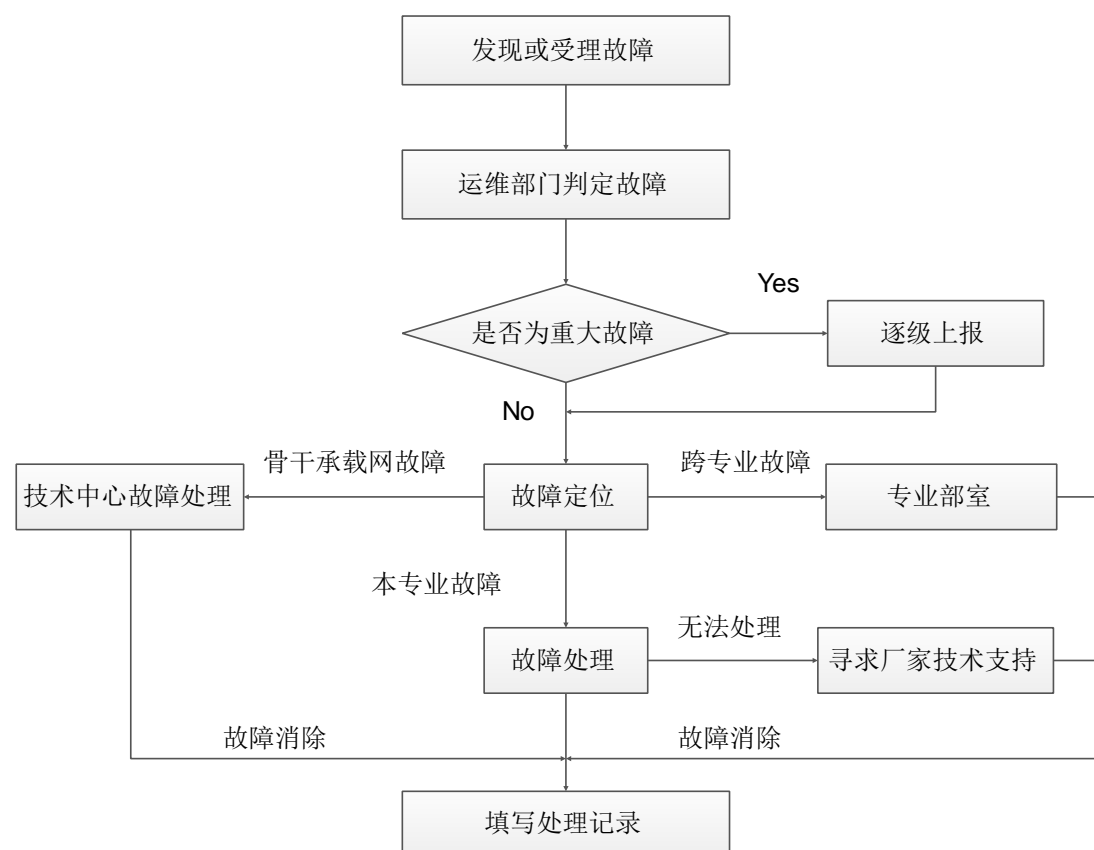 发现或受理故障
运维部门判定故障
Yes
是否为重大故障
逐级上报
No
骨干承载网故障
跨专业故障
技术中心故障处理
故障定位
专业部室
本专业故障
无法处理
故障处理
寻求厂家技术支持
故障消除
故障消除
填写处理记录